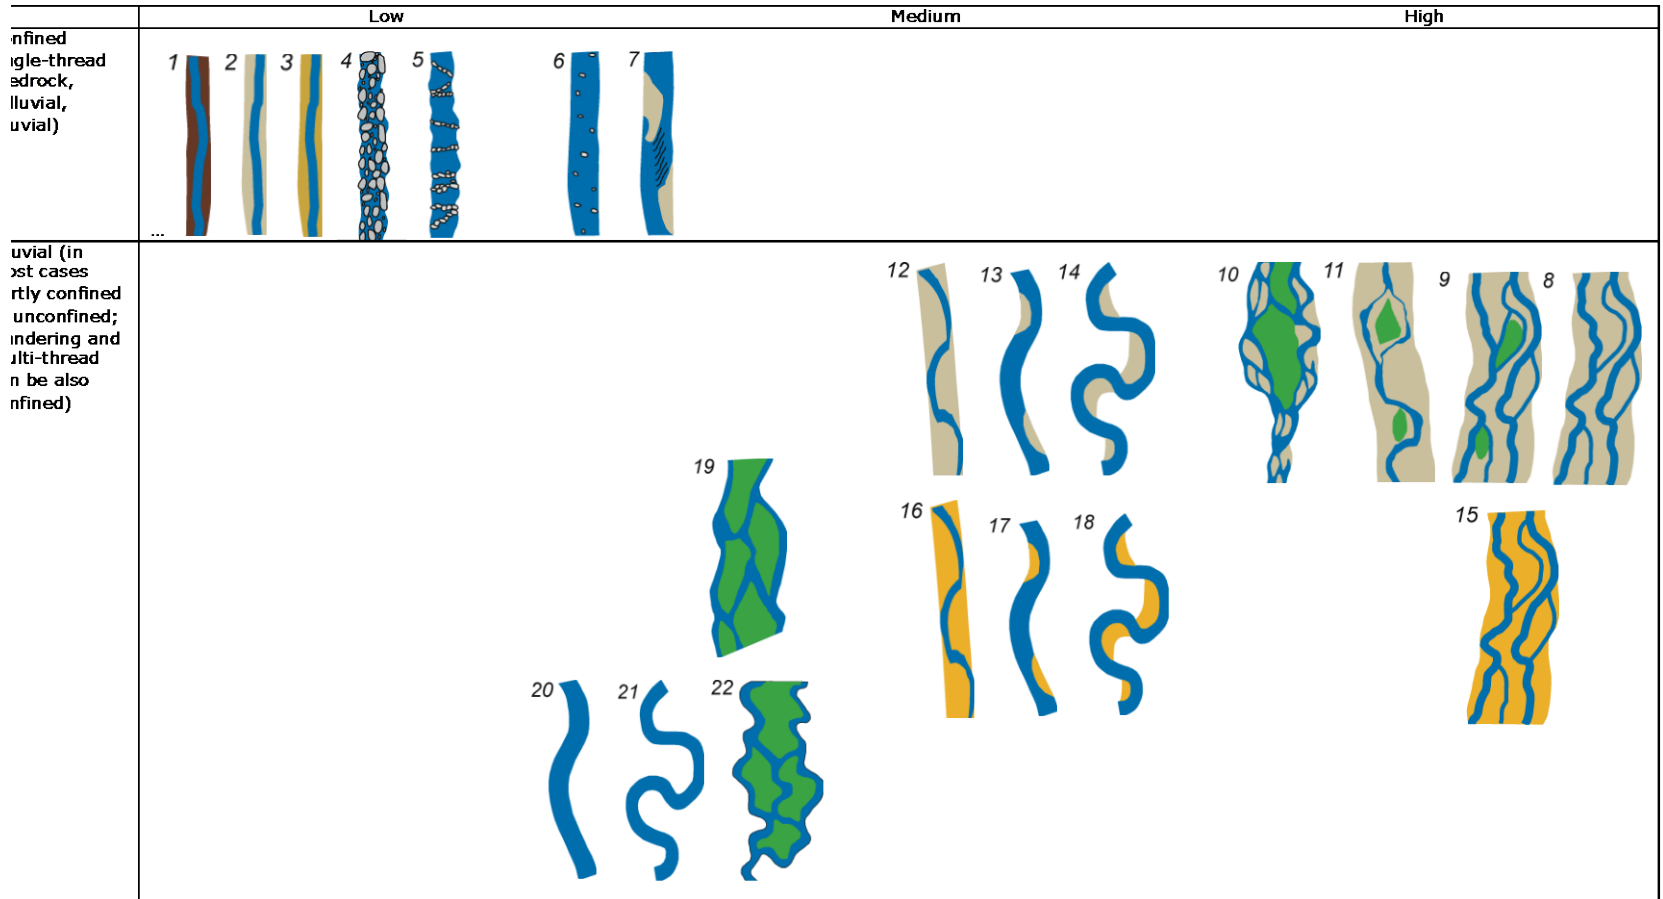 Low Medium High
nfined
ngle-thread
edrock,
lluvial,
uvial)
1 2 3 4 5 6 7
...
uvial (in
ost cases
rtly confined
unconfined;
andering and
ulti-thread
n be also
nfined)
12 13 14 10 11 9 8
19
16 17 18 15
20 21 22